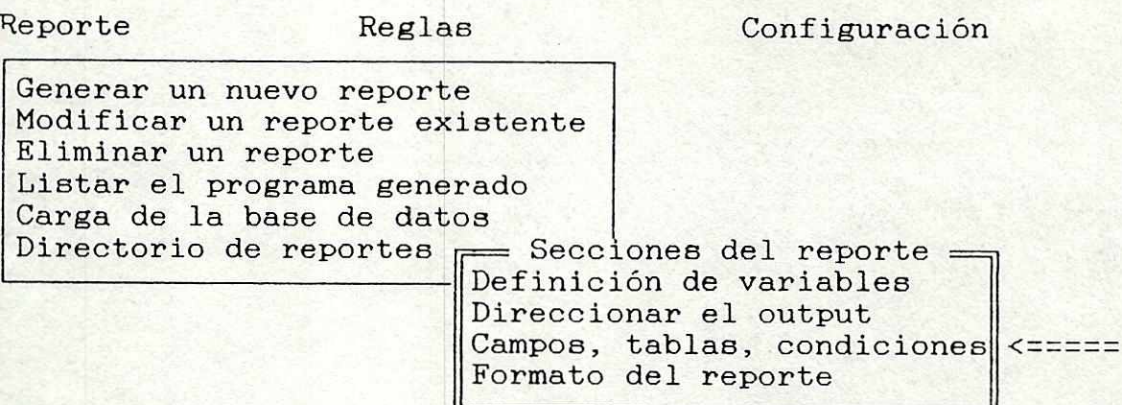 Reporte Reglas Configuración
Generar un nuevo reporte
Modificar un reporte existente
Eliminar un reporte
Listar el programa generado
Carga de la base de datos
Directorio de reportes
Secciones del reporte
Definición de variables
Direccionar el output
Campos, tablas, condiciones <=====
Formato del reporte